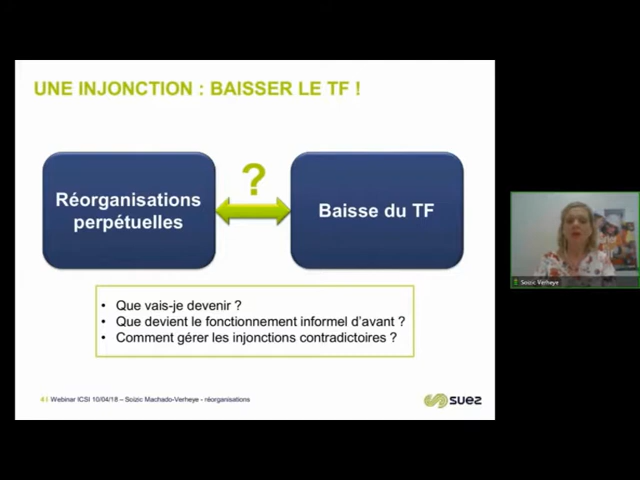 UNE INJONCTION : BAISSER LE TF !
Réorganisations
perpétuelles
?
Baisse du TF
• Que vais-je devenir ?
• Que devient le fonctionnement informel d'avant ?
• Comment gérer les injonctions contradictoires ?
4 I Webinar ICSI 10/04/18 – Soizic Machado-Verheye - réorganisations
suez
Soizic Verheye